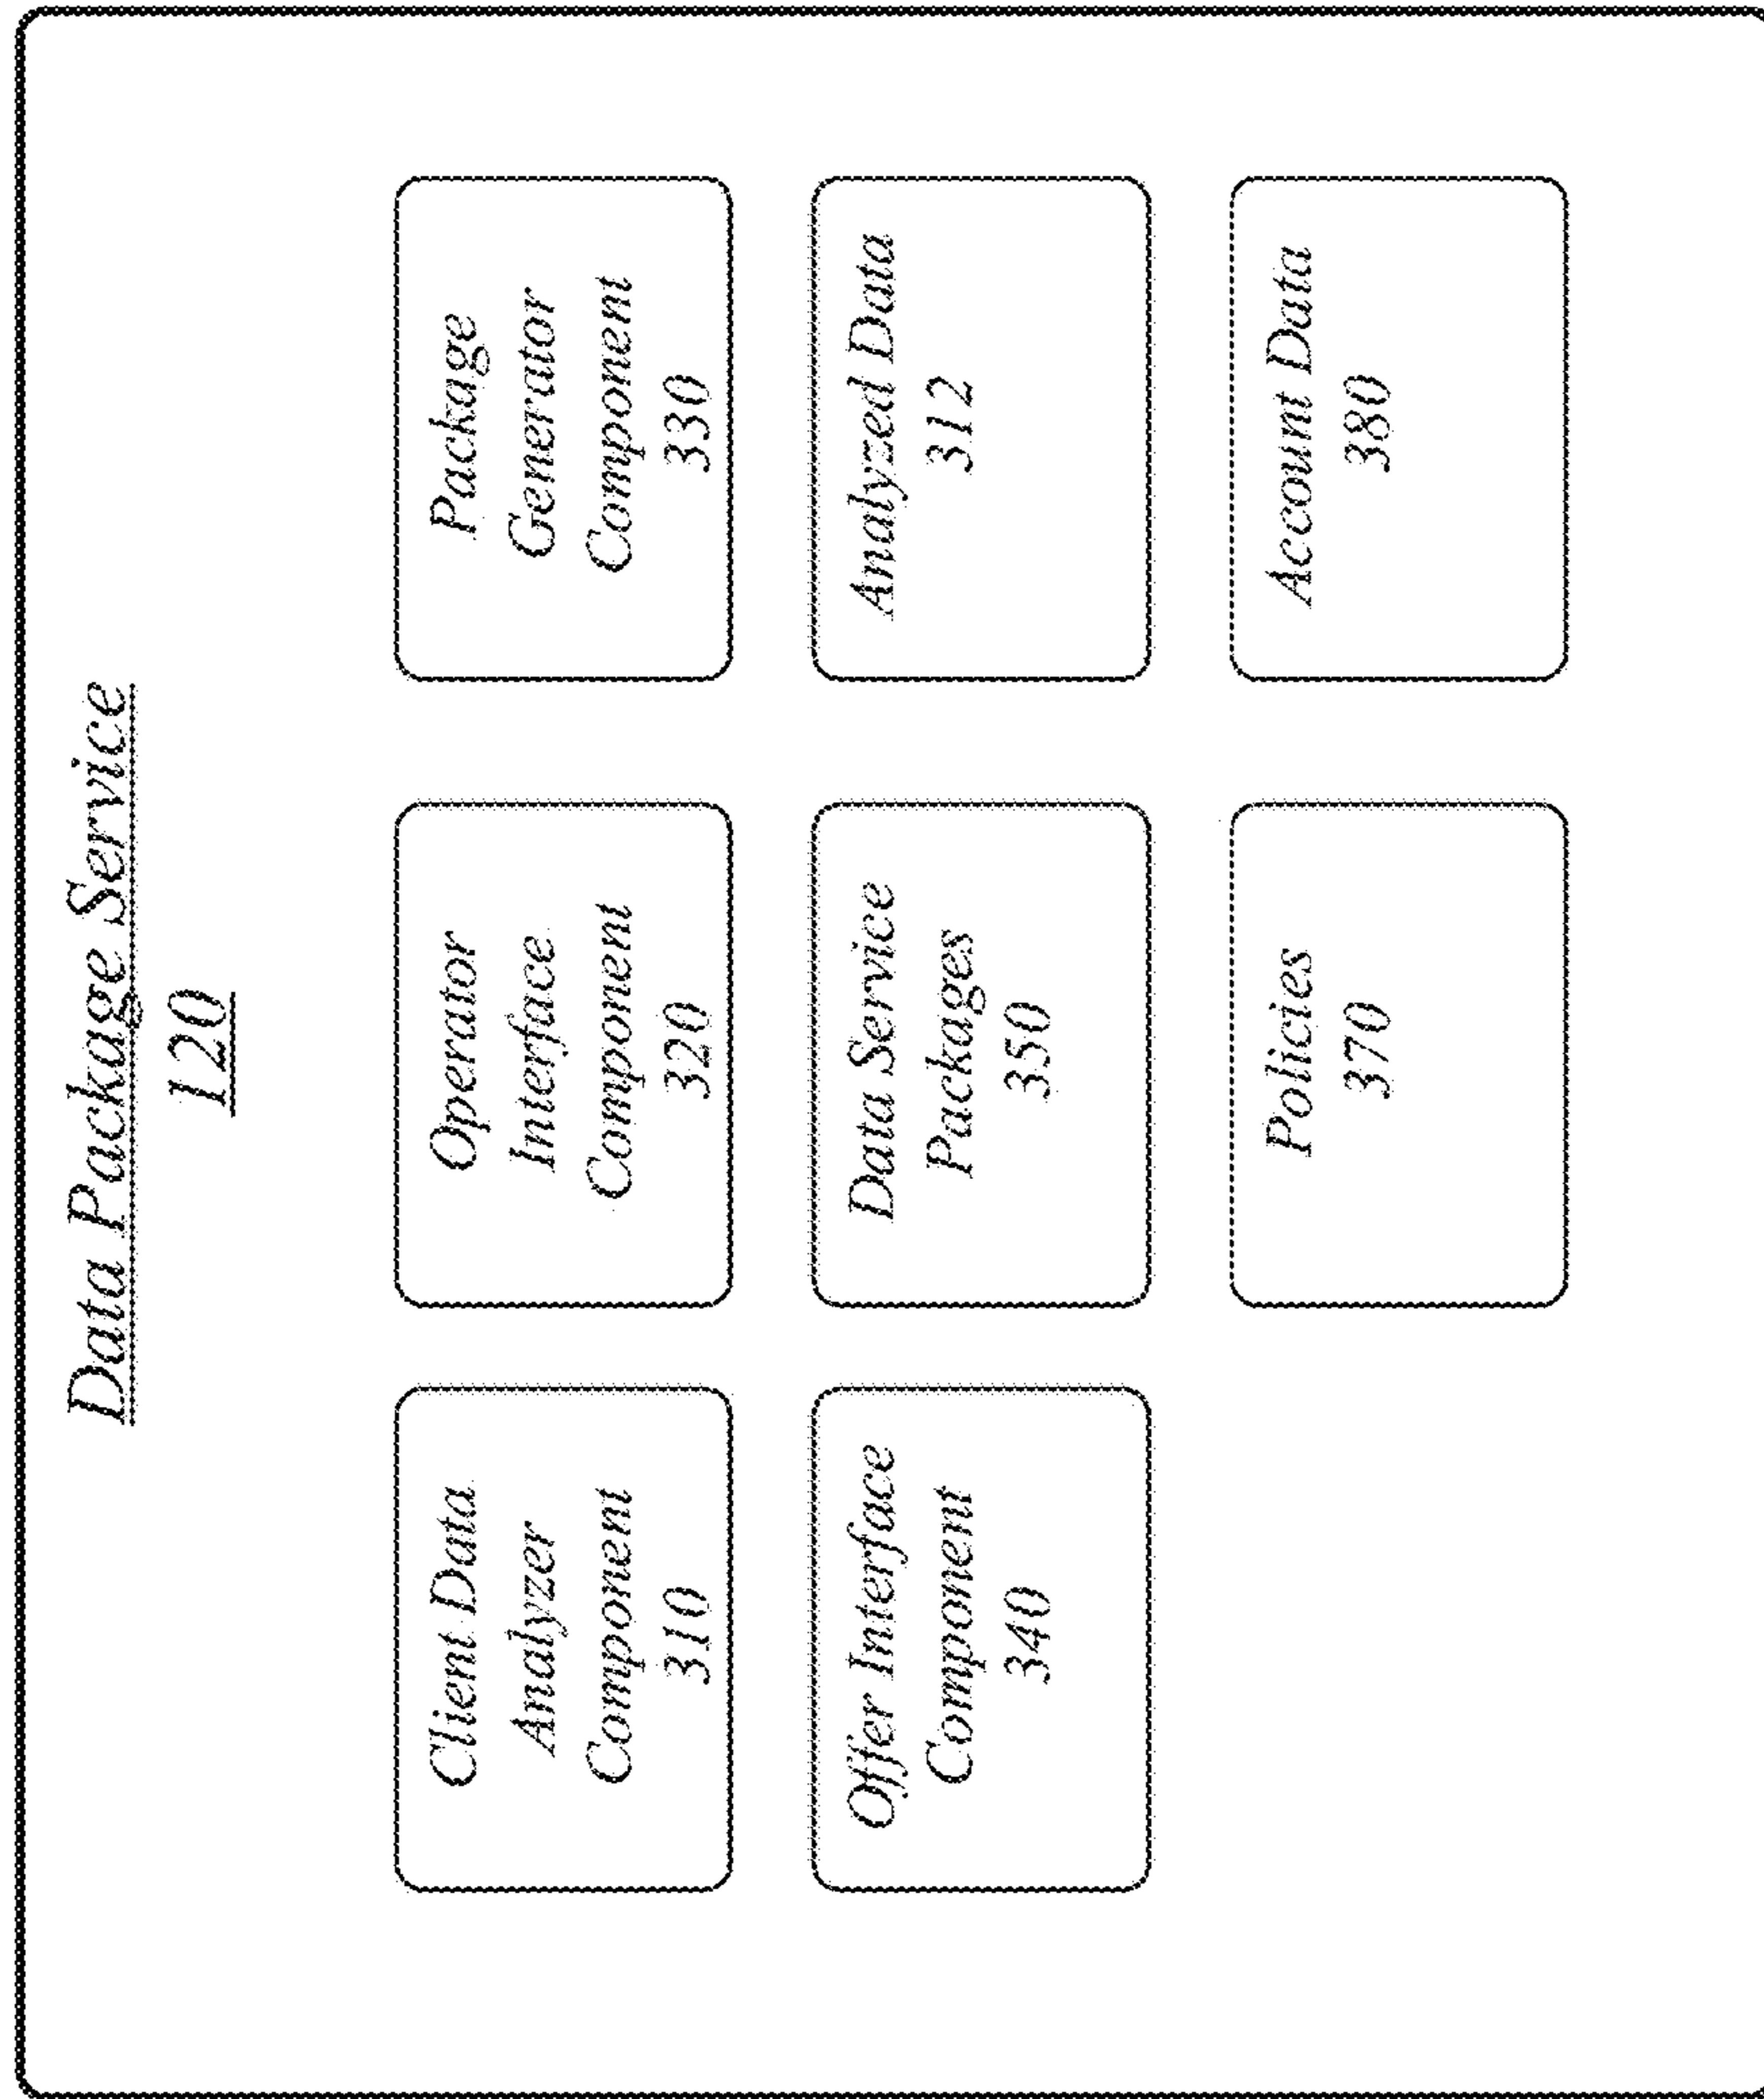 Data Package Service
120
Client Data
Analyzer
Component
310
Operator
Interface
Component
320
Package
Generator
Component
330
Offer Interface
Component
340
Data Service
Packages
350
Analyzed Data
312
Policies
370
Account Data
380